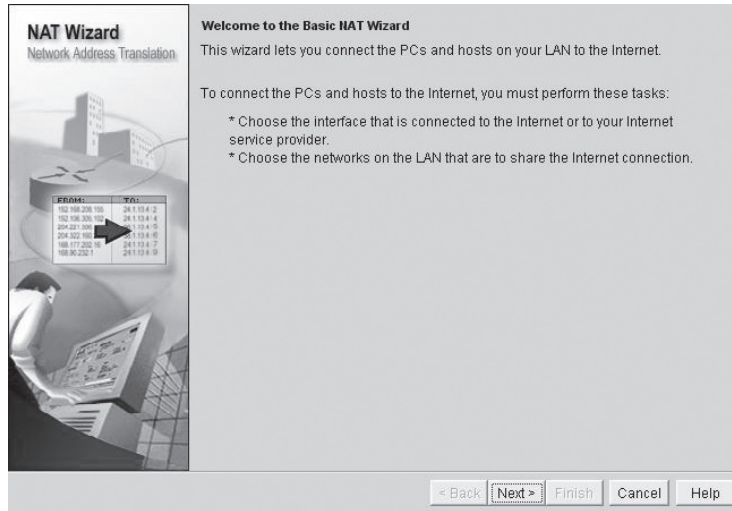 NAT Wizard
Network Address Translation
FROM: TO:
Welcome to the Basic NAT Wizard
This wizard lets you connect the PCs and hosts on your LAN to the Internet.
To connect the PCs and hosts to the Internet, you must perform these tasks:
* Choose the interface that is connected to the Internet or to your Internet
service provider.
* Choose the networks on the LAN that are to share the Internet connection.
< Back Next > Finish Cancel Help